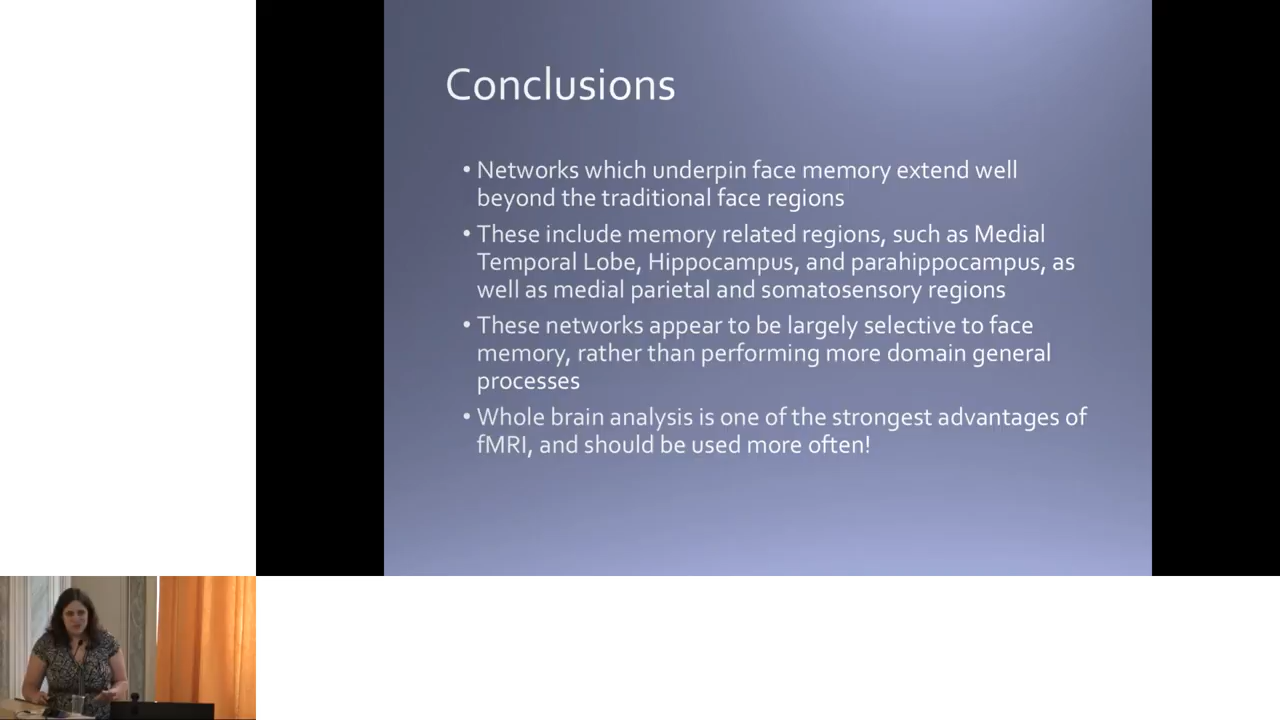 Conclusions
• Networks which underpin face memory extend well
beyond the traditional face regions
• These include memory related regions, such as Medial
Temporal Lobe, Hippocampus, and parahippocampus, as
well as medial parietal and somatosensory regions
• These networks appear to be largely selective to face
memory, rather than performing more domain general
processes
• Whole brain analysis is one of the strongest advantages of
fMRI, and should be used more often!